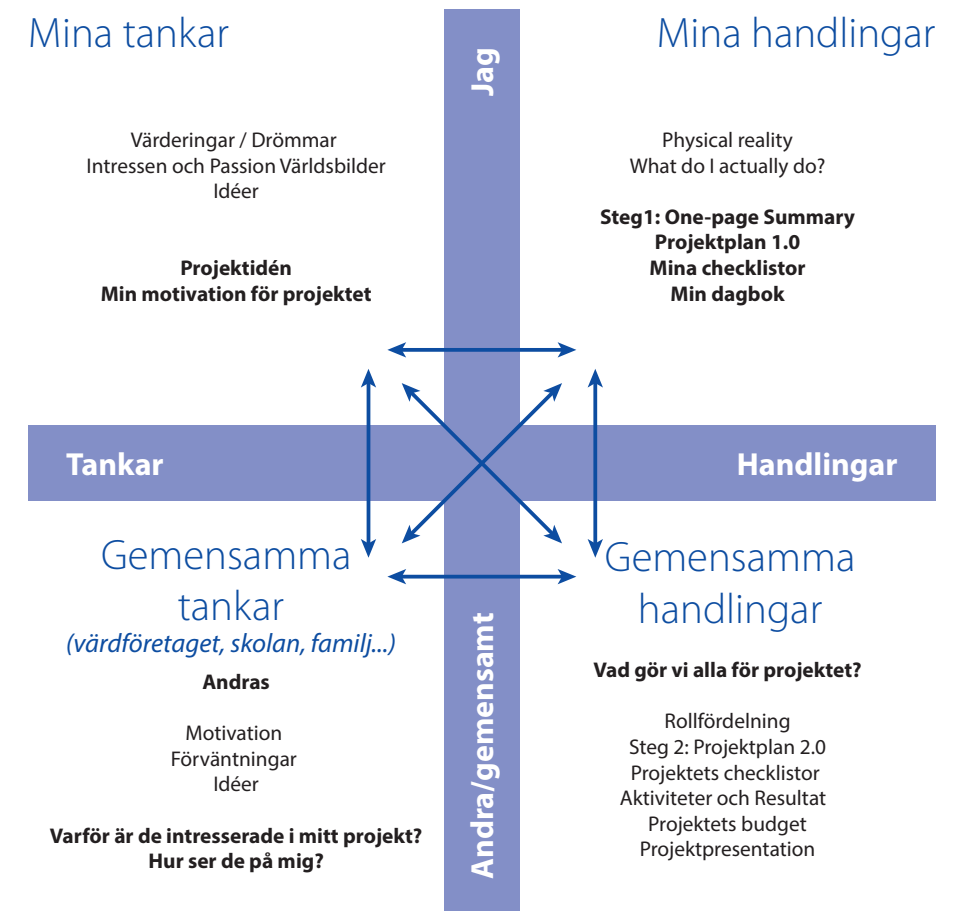 Mina tankar
Värderingar / Drömmar
Intressen och Passion Världsbilder
Idéer
Projektidén
Min motivation för projektet
Jag
Mina handlingar
Physical reality
What do I actually do?
Steg1: One-page Summary
Projektplan 1.0
Mina checklistor
Min dagbok
Tankar
Handlingar
Gemensamma
tankar
(värdföretaget, skolan, familj...)
Andras
Motivation
Förväntningar
Idéer
Varför är de intresserade i mitt projekt?
Hur ser de på mig?
Andra/gemensamt
Gemensamma
handlingar
Vad gör vi alla för projektet?
Rollfördelning
Steg 2: Projektplan 2.0
Projektets checklistor
Aktiviteter och Resultat
Projektets budget
Projektpresentation